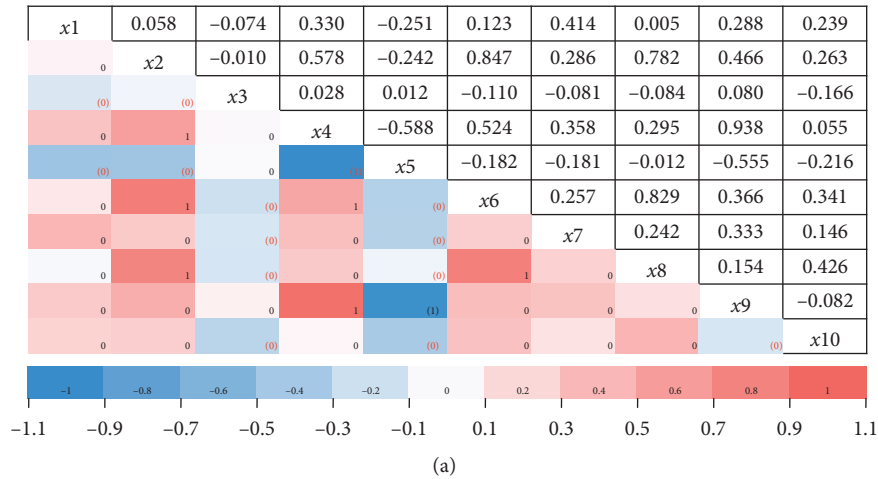 x1 0.058 –0.074 0.330 –0.251 0.123 0.414 0.005 0.288 0.239
0 x2 –0.010 0.578 –0.242 0.847 0.286 0.782 0.466 0.263
(0) (0) x3 0.028 0.012 –0.110 –0.081 –0.084 0.080 –0.166
0 1 0 x4 –0.588 0.524 0.358 0.295 0.938 0.055
(0) (0) 0 (1) x5 –0.182 –0.181 –0.012 –0.555 –0.216
0 1 (0) 1 (0) x6 0.257 0.829 0.366 0.341
0 0 (0) 0 (0) 0 x7 0.242 0.333 0.146
0 1 (0) 0 (0) 1 0 x8 0.154 0.426
0 0 0 1 (1) 0 0 0 x9 –0.082
0 0 (0) 0 (0) 0 0 0 (0) x10
–1 –0.8 –0.6 –0.4 –0.2 0 0.2 0.4 0.6 0.8 1
–1.1 –0.9 –0.7 –0.5 –0.3 –0.1 0.1 0.3 0.5 0.7 0.9 1.1
(a)